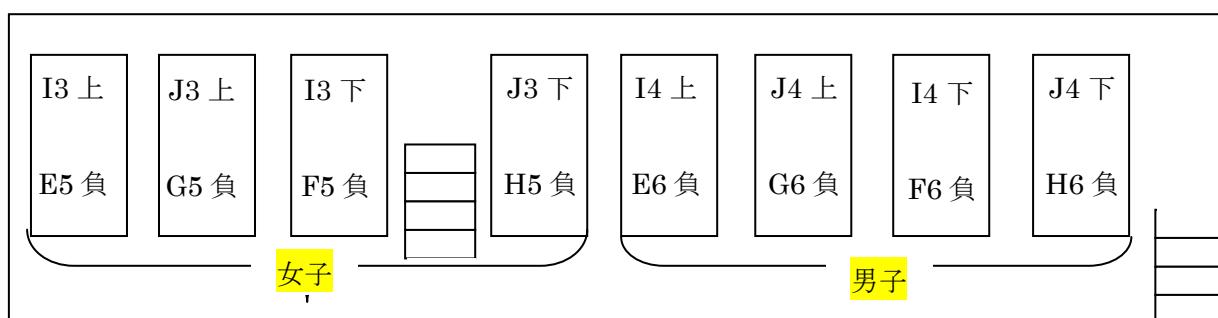 I3 上 J3 上 I3 下 J3 下 I4 上 J4 上 I4 下 J4 下
E5 負 G5 負 F5 負 H5 負 E6 負 G6 負 F6 負 H6 負
女子 男子